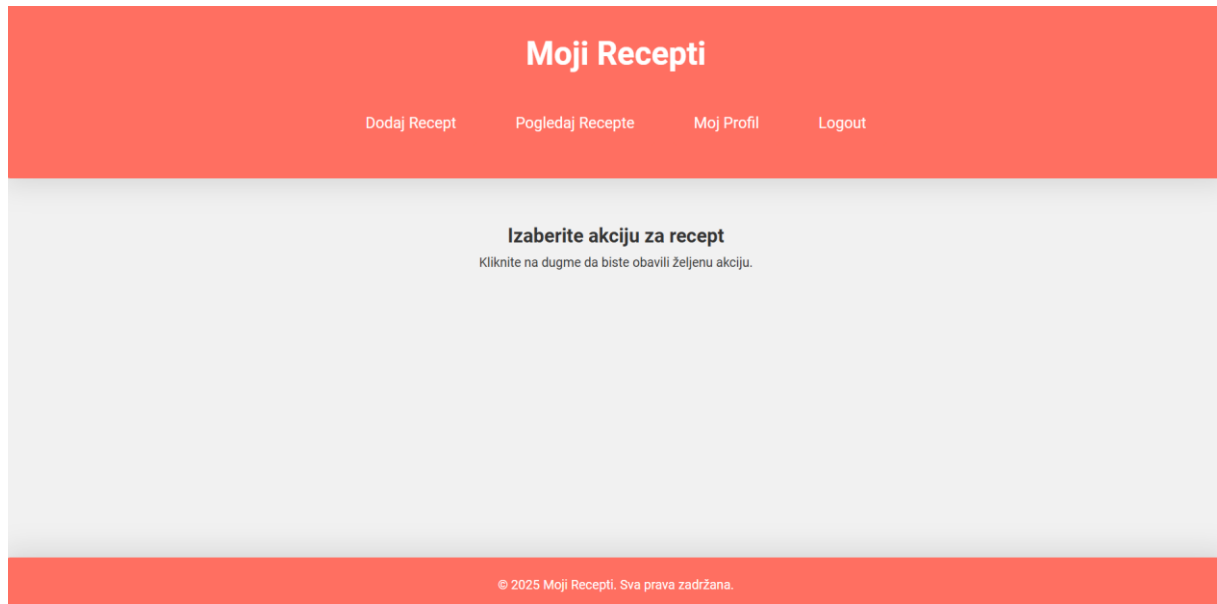 Moji Recepti
Dodaj Recept Pogledaj Recepte Moj Profil Logout
Izaberite akciju za recept
Kliknite na dugme da biste obavili željenu akciju.
© 2025 Moji Recepti. Sva prava zadržana.